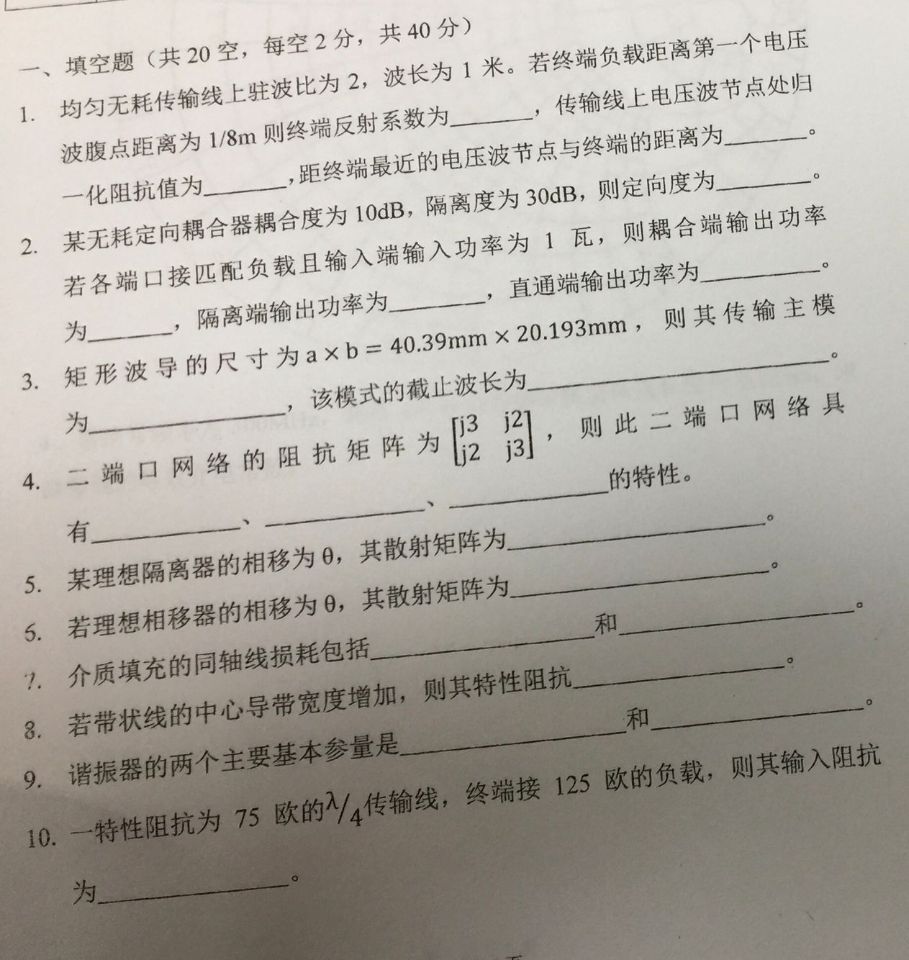 一、填空题（共 20 空，每空 2 分，共 40 分）
1. 均匀无耗传输线上驻波比为 2，波长为 1 米。若终端负载距离第一个电压
波腹点距离为 1/8m 则终端反射系数为________，传输线上电压波节点处归
一化阻抗值为________,距终端最近的电压波节点与终端的距离为________。
2. 某无耗定向耦合器耦合度为 10dB，隔离度为 30dB，则定向度为________。
若各端口接匹配负载且输入端输入功率为 1 瓦，则耦合端输出功率
为________，隔离端输出功率为________，直通端输出功率为________。
3. 矩形波导的尺寸为 a × b = 40.39mm × 20.193mm，则其传输主模
为________，该模式的截止波长为________。
4. 二端口网络的阻抗矩阵为 [j3 j2; j2 j3]，则此二端口网络具
有________、________、________的特性。
5. 某理想隔离器的相移为 θ，其散射矩阵为________。
6. 若理想相移器的相移为 θ，其散射矩阵为________。
7. 介质填充的同轴线损耗包括________和________。
8. 若带状线的中心导带宽度增加，则其特性阻抗________。
9. 谐振器的两个主要基本参量是________和________。
10. 一特性阻抗为 75 欧的λ/4传输线，终端接 125 欧的负载，则其输入阻抗
为________。